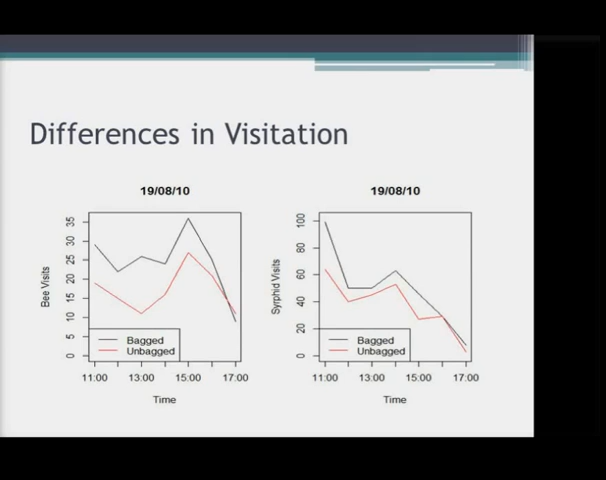 Differences in Visitation
19/08/10
Bee Visits
35
30
25
20
15
10
5
0
Bagged
Unbagged
11:00 13:00 15:00 17:00
Time
19/08/10
Syrphid Visits
100
80
60
40
20
0
Bagged
Unbagged
11:00 13:00 15:00 17:00
Time